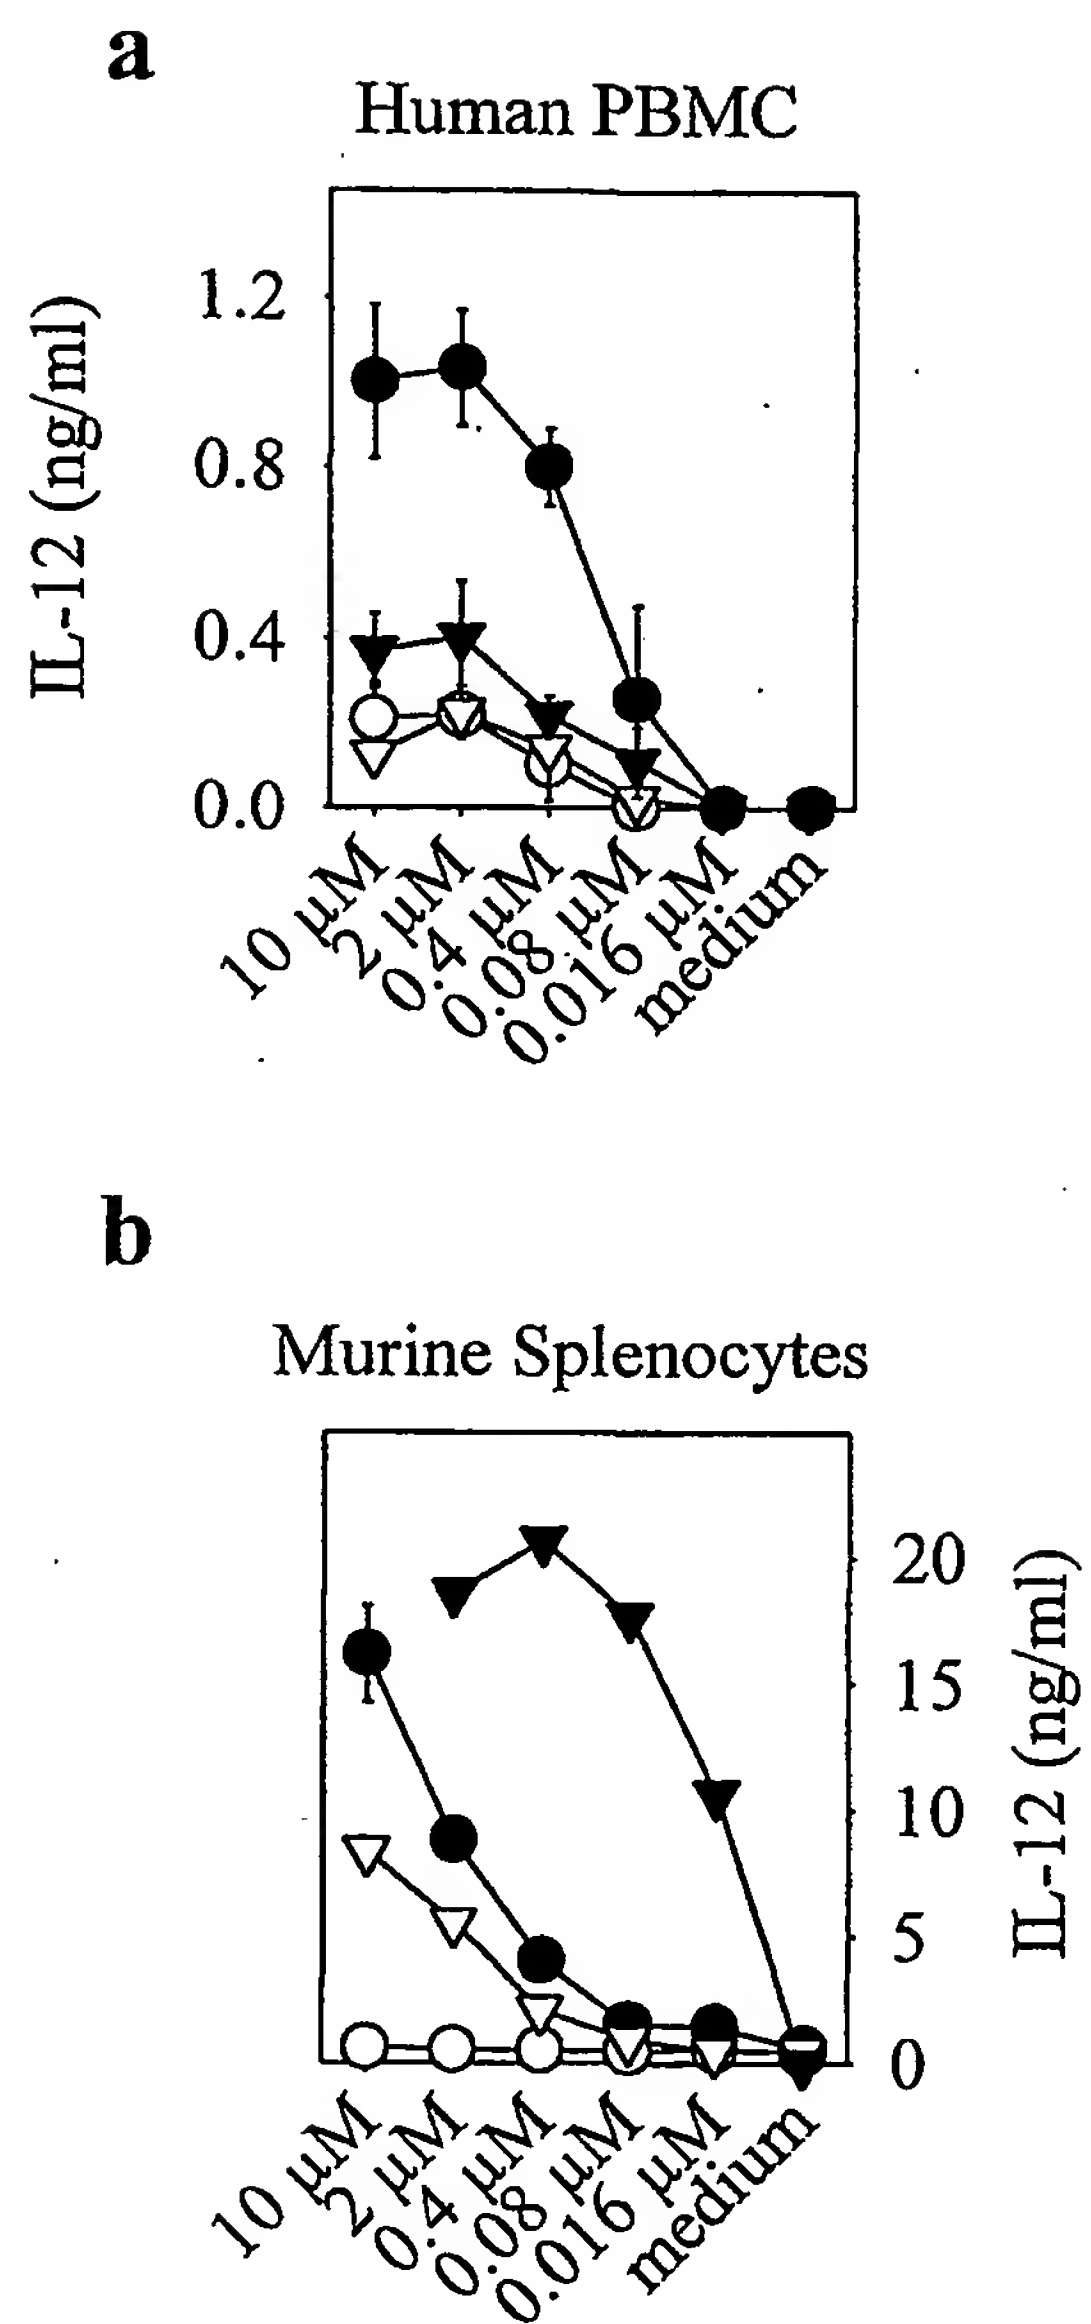 a
Human PBMC
IL-12 (ng/ml)
1.2
0.8
0.4
0.0
10 µM
2 µM
0.4 µM
0.08 µM
0.016 µM
medium
b
Murine Splenocytes
20
15
10
5
0
IL-12 (ng/ml)
10 µM
2 µM
0.4 µM
0.08 µM
0.016 µM
medium